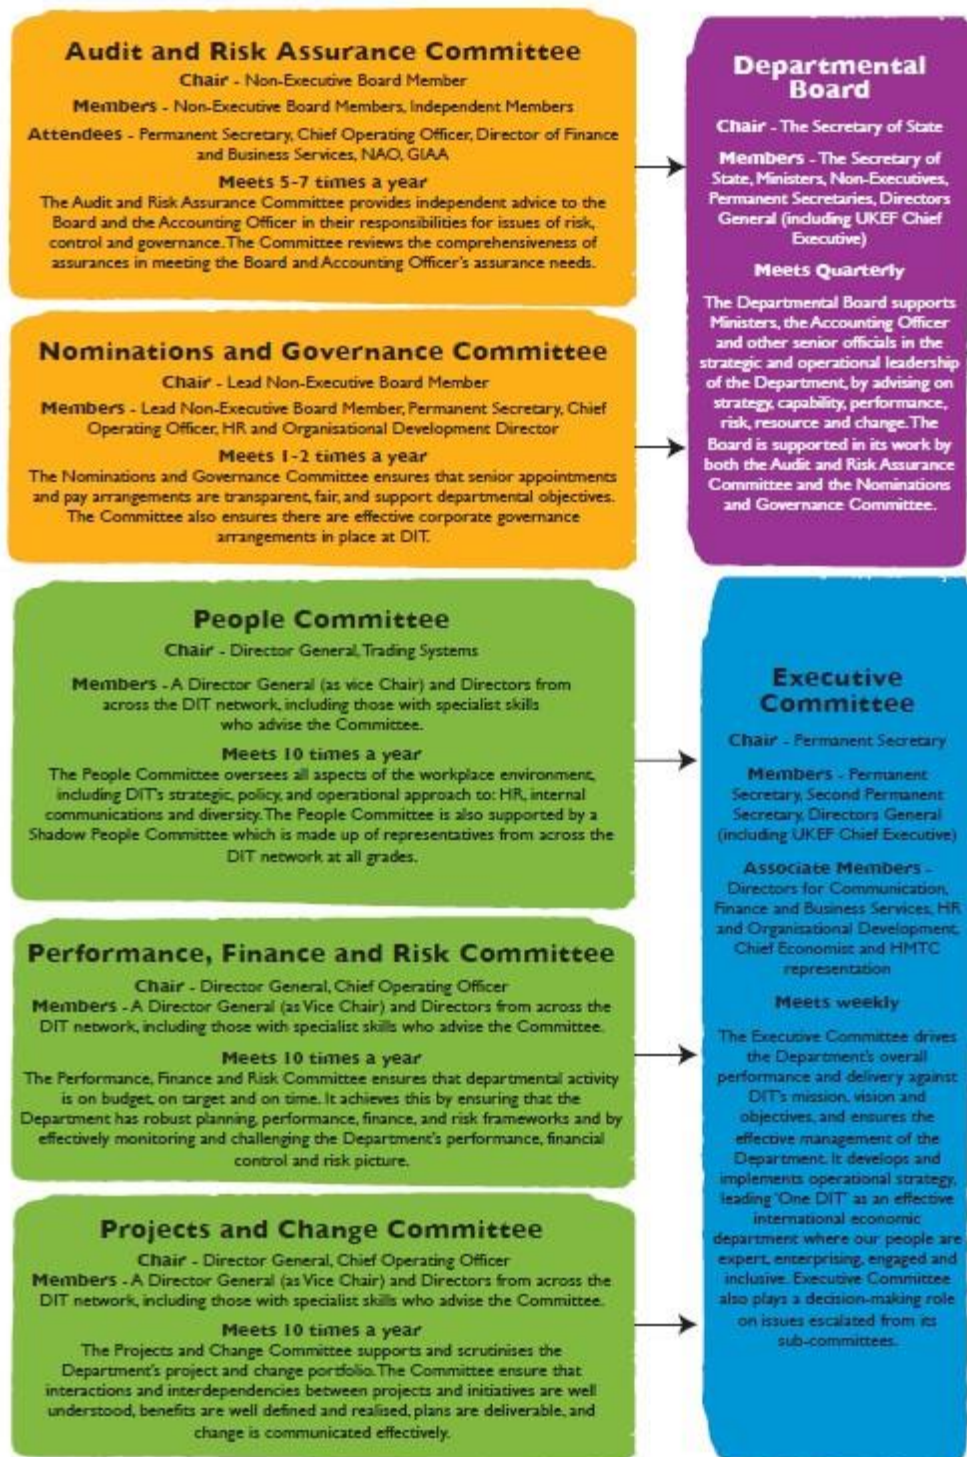 Audit and Risk Assurance Committee
Chair - Non-Executive Board Member
Members - Non-Executive Board Members, Independent Members
Attendees - Permanent Secretary, Chief Operating Officer, Director of Finance
and Business Services, NAO, GIAA
Meets 5-7 times a year
The Audit and Risk Assurance Committee provides independent advice to the
Board and the Accounting Officer in their responsibilities for issues of risk,
control and governance. The Committee reviews the comprehensiveness of
assurances in meeting the Board and Accounting Officer's assurance needs.
Nominations and Governance Committee
Chair - Lead Non-Executive Board Member
Members - Lead Non-Executive Board Member, Permanent Secretary, Chief
Operating Officer, HR and Organisational Development Director
Meets 1-2 times a year
The Nominations and Governance Committee ensures that senior appointments
and pay arrangements are transparent, fair, and support departmental objectives.
The Committee also ensures there are effective corporate governance
arrangements in place at DIT.
Departmental
Board
Chair - The Secretary of State
Members - The Secretary of
State, Ministers, Non-Executives,
Permanent Secretaries, Directors
General (including UKEF Chief
Executive)
Meets Quarterly
The Departmental Board supports
Ministers, the Accounting Officer
and other senior officials in the
strategic and operational leadership
of the Department, by advising on
strategy, capability, performance,
risk, resource and change. The
Board is supported in its work by
both the Audit and Risk Assurance
Committee and the Nominations
and Governance Committee.
People Committee
Chair - Director General, Trading Systems
Members - A Director General (as vice Chair) and Directors from
across the DIT network, including those with specialist skills
who advise the Committee.
Meets 10 times a year
The People Committee oversees all aspects of the workplace environment,
including DIT's strategic, policy, and operational approach to: HR, internal
communications and diversity. The People Committee is also supported by a
Shadow People Committee which is made up of representatives from across the
DIT network at all grades.
Performance, Finance and Risk Committee
Chair - Director General, Chief Operating Officer
Members - A Director General (as Vice Chair) and Directors from across the
DIT network, including those with specialist skills who advise the Committee.
Meets 10 times a year
The Performance, Finance and Risk Committee ensures that departmental activity
is on budget, on target and on time. It achieves this by ensuring that the
Department has robust planning, performance, finance, and risk frameworks and by
effectively monitoring and challenging the Department's performance, financial
control and risk picture.
Projects and Change Committee
Chair - Director General, Chief Operating Officer
Members - A Director General (as Vice Chair) and Directors from across the
DIT network, including those with specialist skills who advise the Committee.
Meets 10 times a year
The Projects and Change Committee supports and scrutinises the
Department's project and change portfolio. The Committee ensure that
interactions and interdependencies between projects and initiatives are well
understood, benefits are well defined and realised, plans are deliverable, and
change is communicated effectively.
Executive
Committee
Chair - Permanent Secretary
Members - Permanent
Secretary, Second Permanent
Secretary, Directors General
(including UKEF Chief Executive)
Associate Members -
Directors for Communication,
Finance and Business Services, HR
and Organisational Development,
Chief Economist and HMTC
representation
Meets weekly
The Executive Committee drives
the Department's overall
performance and delivery against
DIT's mission, vision and
objectives, and ensures the
effective management of the
Department. It develops and
implements operational strategy,
leading 'One DIT' as an effective
international economic
department where our people are
expert, enterprising, engaged and
inclusive. Executive Committee
also plays a decision-making role
on issues escalated from its
sub-committees.